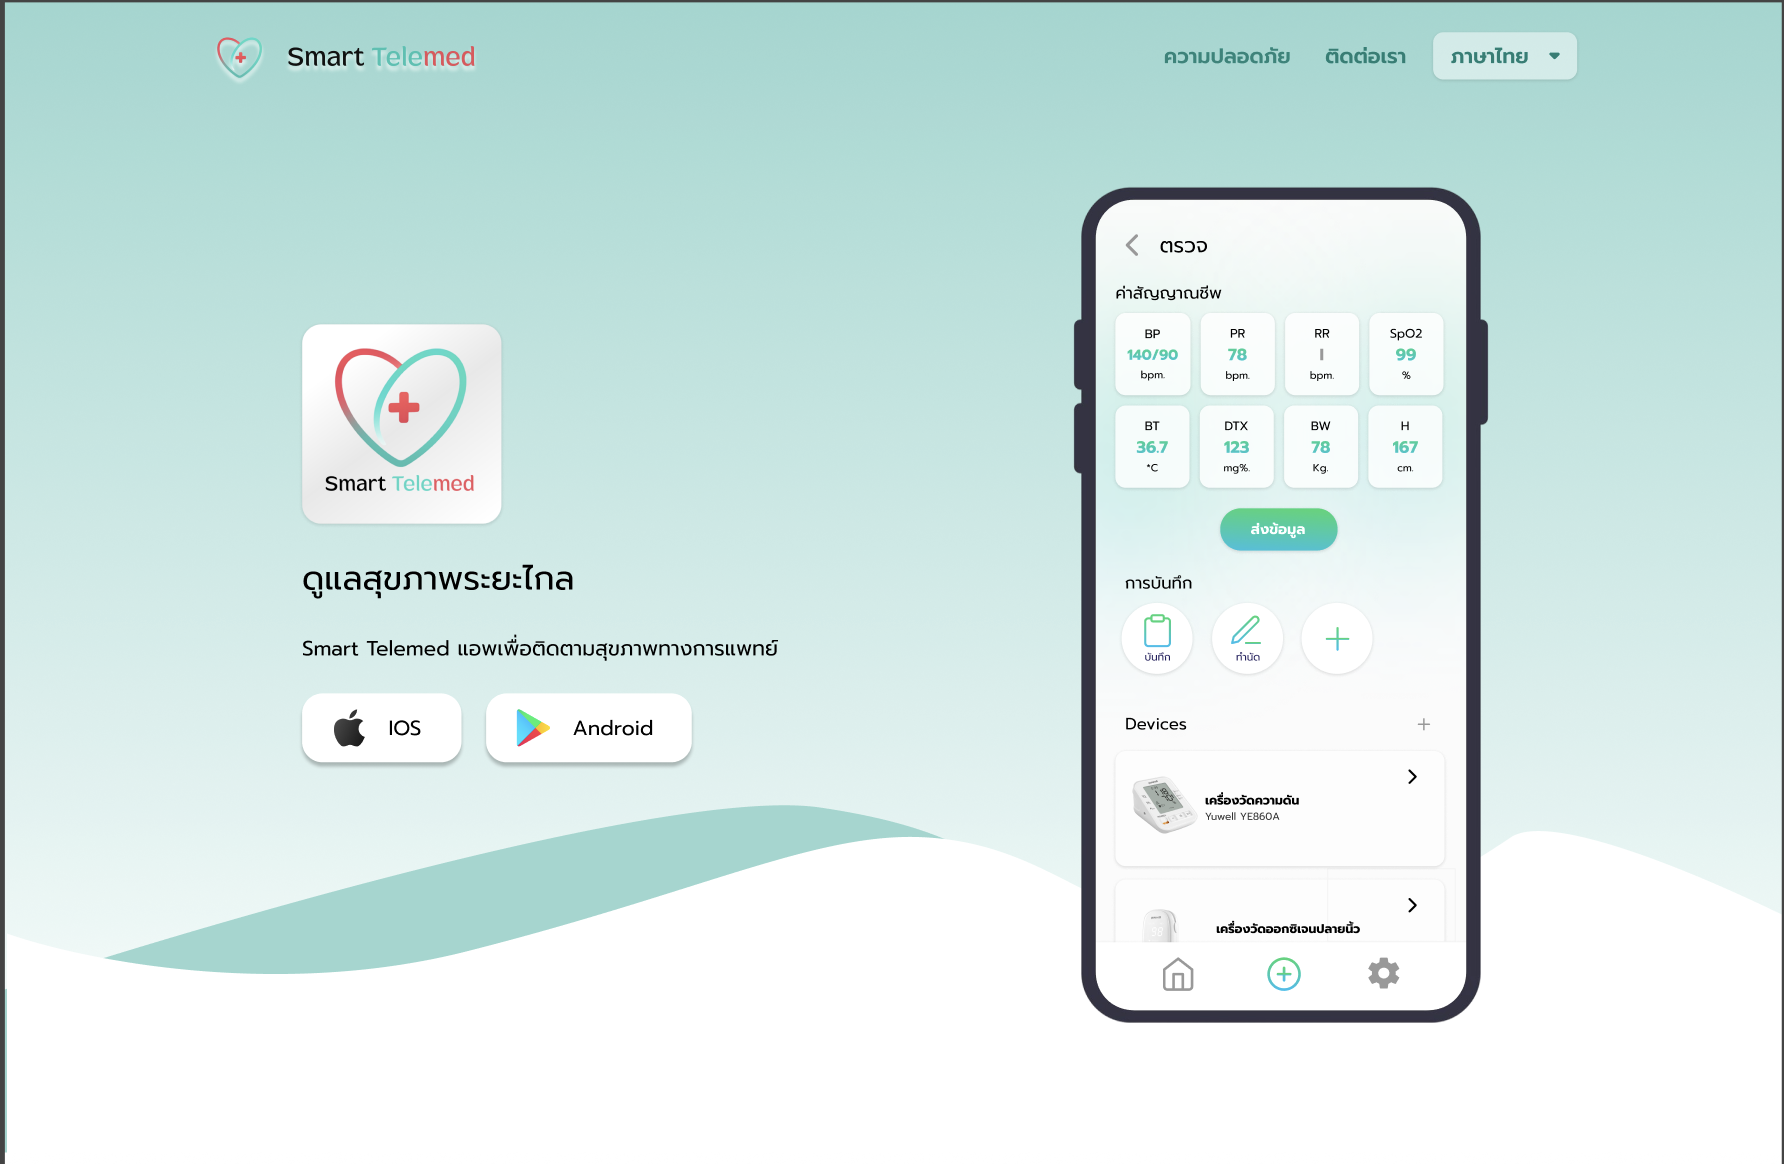 Smart Telemed
ความปลอดภัย ติดต่อเรา ภาษาไทย
Smart Telemed
ดูแลสุขภาพระยะไกล
Smart Telemed แอพเพื่อติดตามสุขภาพทางการแพทย์
IOS
Android
ตรวจ
ค่าสัญญาณชีพ
BP
140/90
bpm.
PR
78
bpm.
RR
bpm.
SpO2
99
%
BT
36.7
°C
DTX
123
mg%.
BW
78
Kg.
H
167
cm.
ส่งข้อมูล
การบันทึก
บันทึก
ทำนัด
Devices
เครื่องวัดความดัน
Yuwell YE860A
เครื่องวัดออกซิเจนปลายนิ้ว